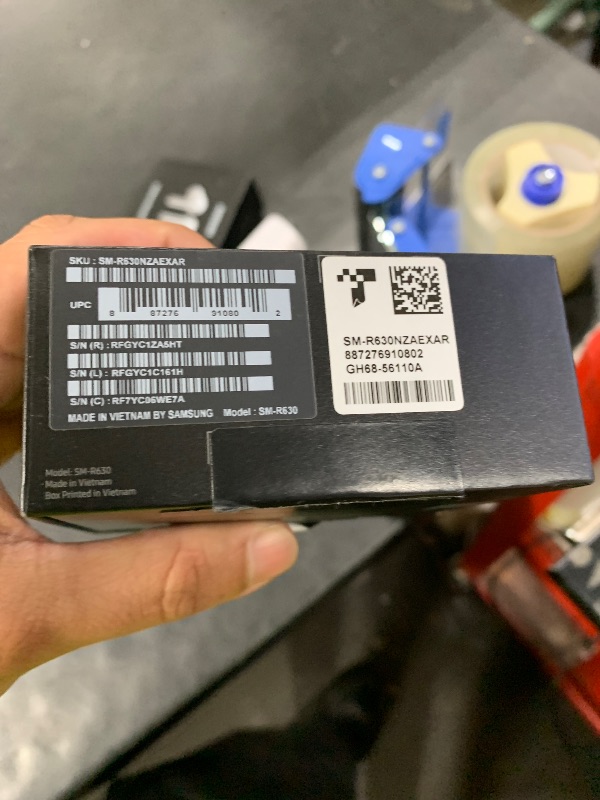 SKU : SM-R630NZAEXAR
UPC
8 87276 91080 2
S/N (R) : RFGYC1ZA5HT
S/N (L) : RFGYC1C161H
S/N (C) : RF7YC06WE7A
MADE IN VIETNAM BY SAMSUNG Model : SM-R630
SM-R630NZAEXAR
887276910802
GH68-56110A
Model: SM-R630
Made in Vietnam
Box Printed in Vietnam